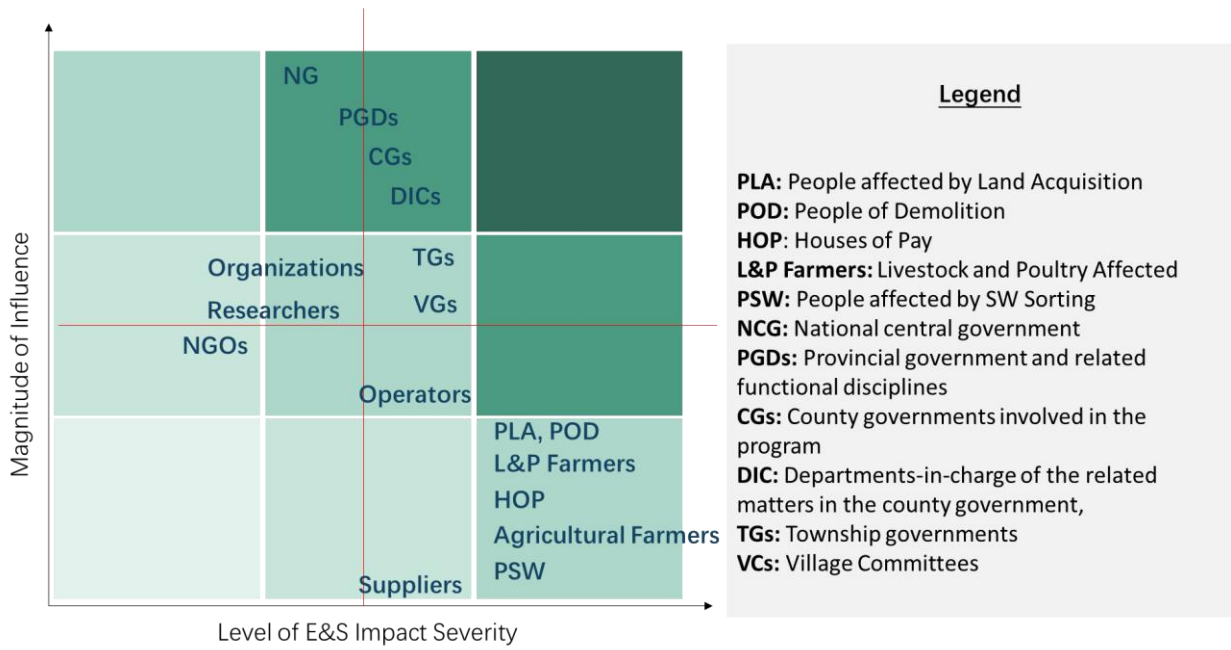 Magnitude of Influence
NG
PGDs
CGs
DICs
Organizations
TGs
Researchers
VGs
NGOs
Operators
PLA, POD
L&P Farmers
HOP
Agricultural Farmers
PSW
Suppliers
Level of E&S Impact Severity
Legend
PLA: People affected by Land Acquisition
POD: People of Demolition
HOP: Houses of Pay
L&P Farmers: Livestock and Poultry Affected
PSW: People affected by SW Sorting
NCG: National central government
PGDs: Provincial government and related
functional disciplines
CGs: County governments involved in the
program
DIC: Departments-in-charge of the related
matters in the county government,
TGs: Township governments
VCs: Village Committees